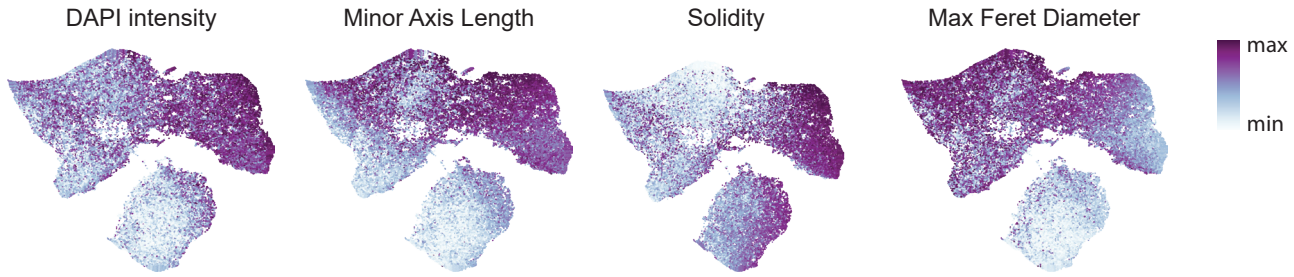 DAPI intensity
Minor Axis Length
Solidity
Max Feret Diameter
max
min